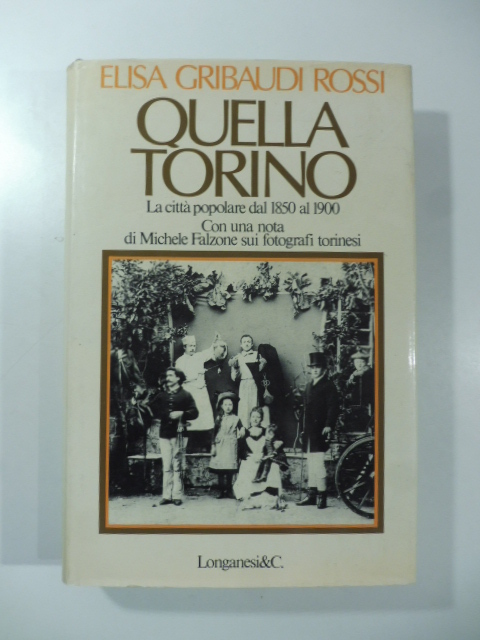 ELISA GRIBAUDI ROSSI
QUELLA
TORINO
La città popolare dal 1850 al 1900
Con una nota
di Michele Falzone sui fotografi torinesi
Longanesi&C.